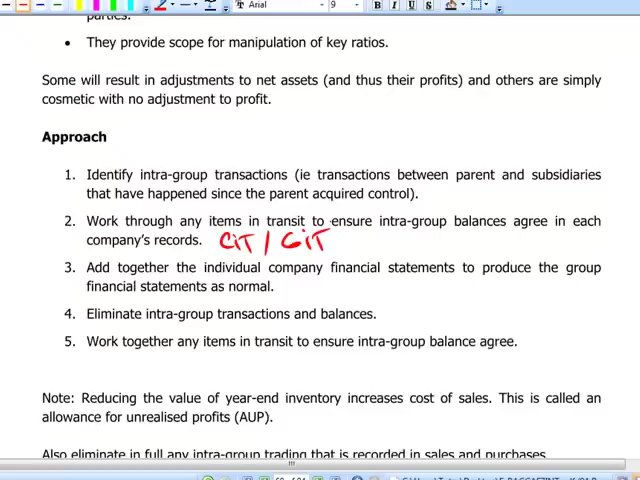 Arial 9 B I U S
parties.
• They provide scope for manipulation of key ratios.
Some will result in adjustments to net assets (and thus their profits) and others are simply
cosmetic with no adjustment to profit.
Approach
1. Identify intra-group transactions (ie transactions between parent and subsidiaries
that have happened since the parent acquired control).
2. Work through any items in transit to ensure intra-group balances agree in each
company's records. CiT / GiT
3. Add together the individual company financial statements to produce the group
financial statements as normal.
4. Eliminate intra-group transactions and balances.
5. Work together any items in transit to ensure intra-group balance agree.
Note: Reducing the value of year-end inventory increases cost of sales. This is called an
allowance for unrealised profits (AUP).
Also eliminate in full any intra-group trading that is recorded in sales and purchases.